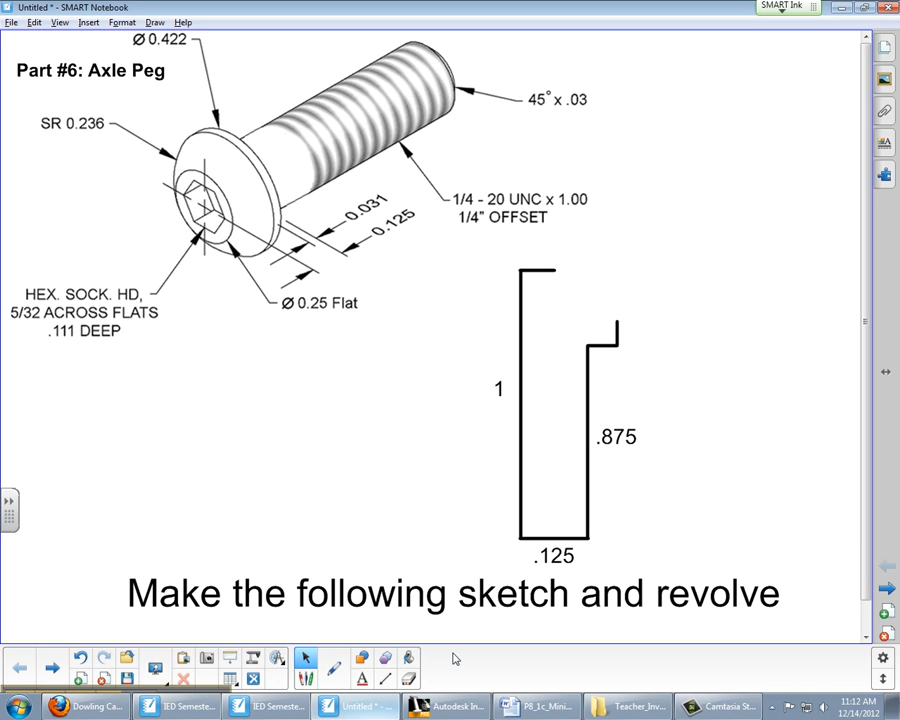 Untitled * - SMART Notebook
SMART Ink
File Edit View Insert Format Draw Help
Ø 0.422
Part #6: Axle Peg
45° x .03
SR 0.236
1/4 - 20 UNC x 1.00
1/4" OFFSET
0.031
0.125
HEX. SOCK. HD,
5/32 ACROSS FLATS
.111 DEEP
Ø 0.25 Flat
1
.875
.125
Make the following sketch and revolve
Dowling Ca...
IED Semeste...
IED Semeste...
Untitled * - ...
Autodesk In...
P8_1c_Mini...
Teacher_Inv...
Camtasia St...
11:12 AM
12/14/2012